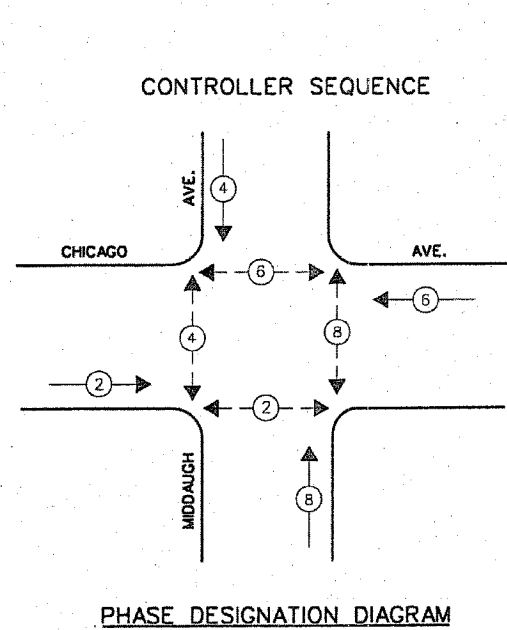 CONTROLLER SEQUENCE
AVE.
4
CHICAGO
AVE.
6
6
4
8
2
2
MIDDAUGH
8
PHASE DESIGNATION DIAGRAM